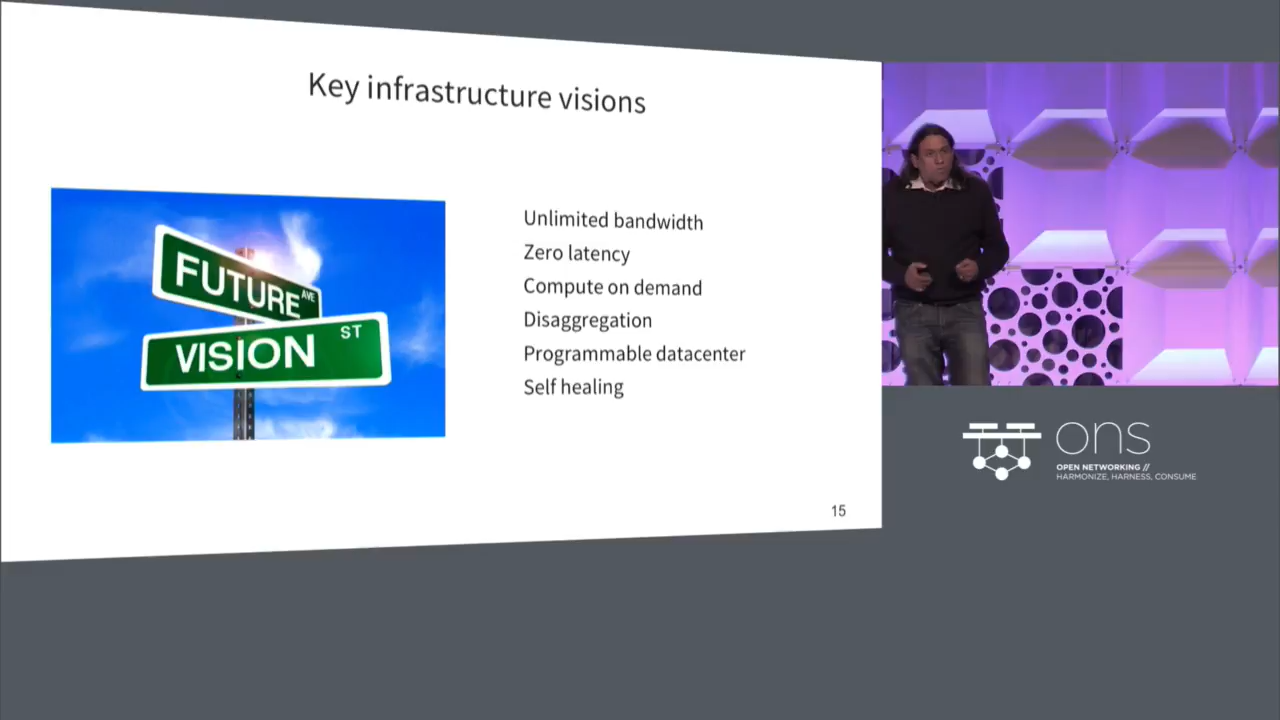 Key infrastructure visions
FUTURE AVE
VISION ST
Unlimited bandwidth
Zero latency
Compute on demand
Disaggregation
Programmable datacenter
Self healing
15
ons
OPEN NETWORKING //
HARMONIZE, HARNESS, CONSUME